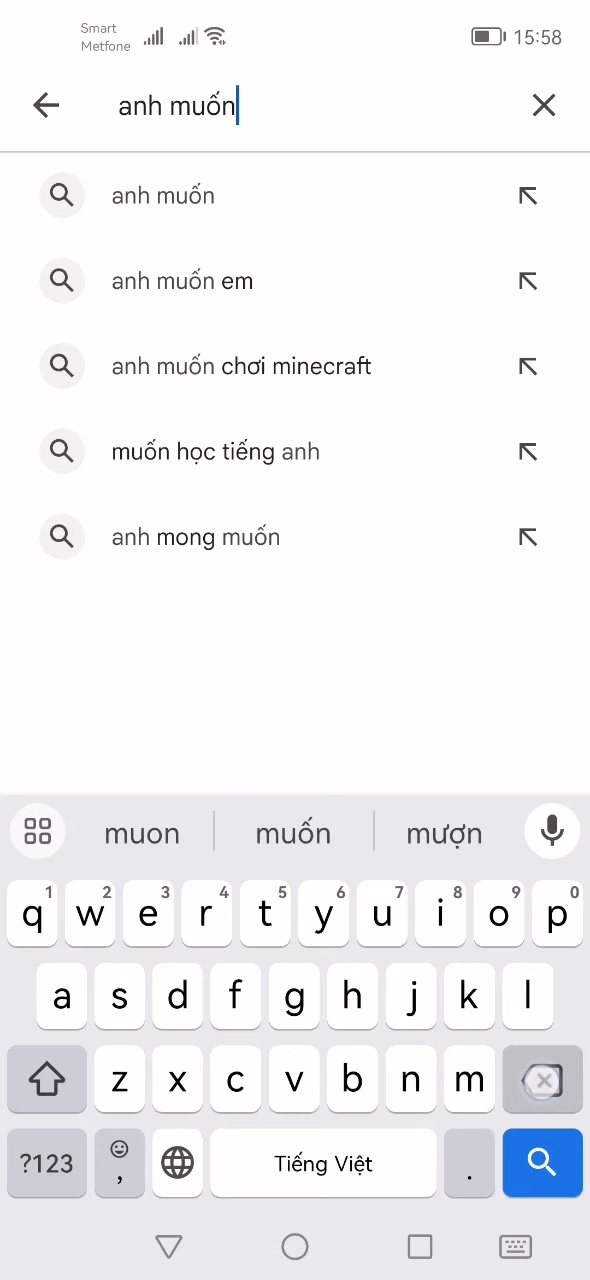 Smart
Metfone
15:58
anh muốn
anh muốn
anh muốn em
anh muốn chơi minecraft
muốn học tiếng anh
anh mong muốn
muon muốn mượn
1 2 3 4 5 6 7 8 9 0
q w e r t y u i o p
a s d f g h j k l
z x c v b n m
?123 , Tiếng Việt .